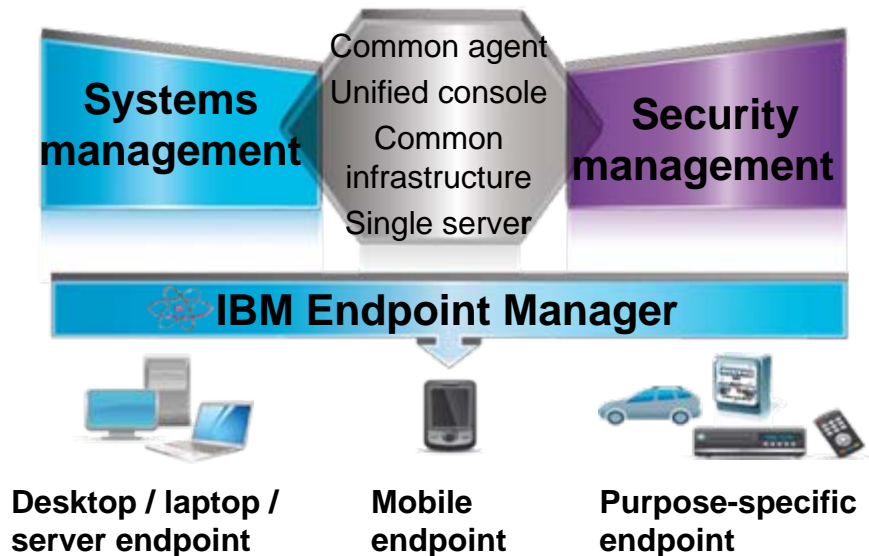 Systems
management
Common agent
Unified console
Common
infrastructure
Single server
Security
management
IBM Endpoint Manager
Desktop / laptop /
server endpoint
Mobile
endpoint
Purpose-specific
endpoint